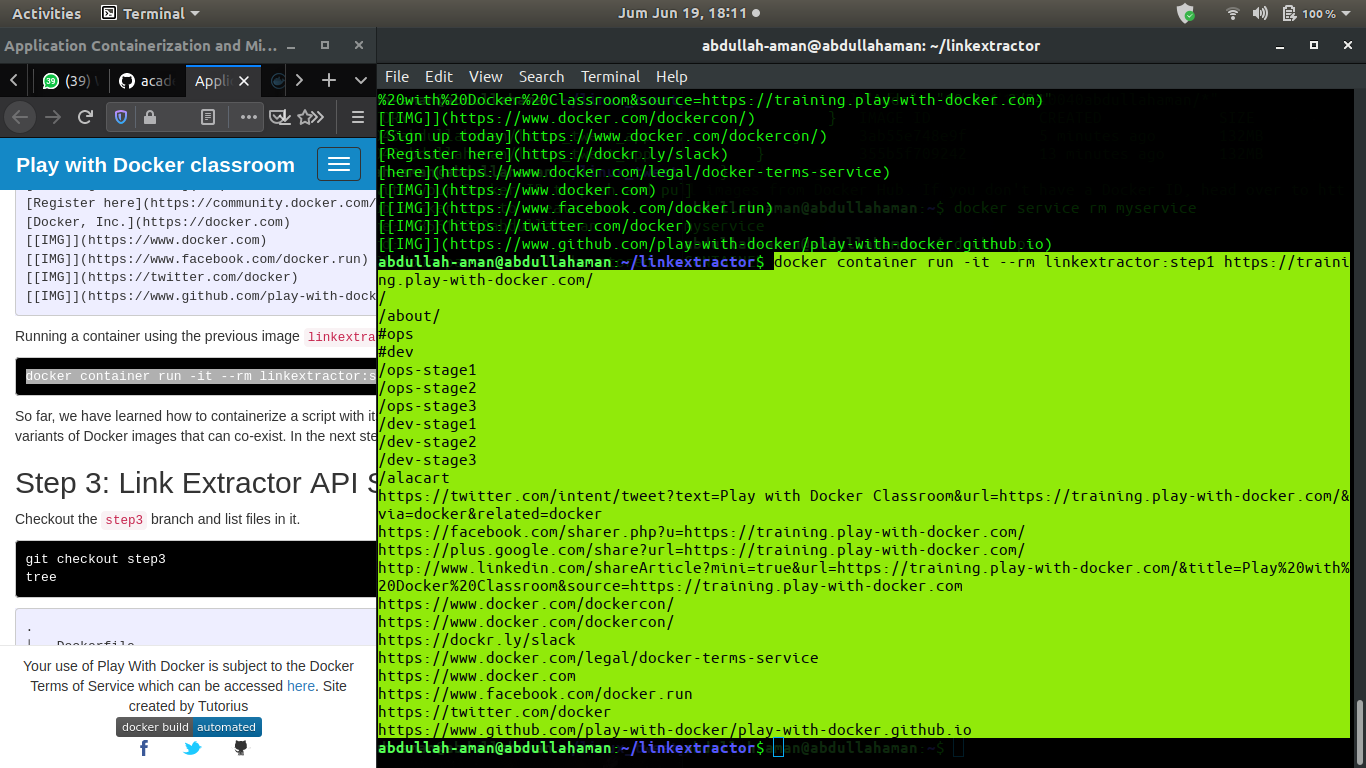 Activities Terminal Jum Jun 19, 18:11 100 %
Application Containerization and Mi…
(39) acad Appli
Play with Docker classroom
[Register here](https://community.docker.com/
[Docker, Inc.](https://docker.com)
[[IMG]](https://www.docker.com)
[[IMG]](https://www.facebook.com/docker.run)
[[IMG]](https://twitter.com/docker)
[[IMG]](https://www.github.com/play-with-dock
Running a container using the previous image linkextra
docker container run -it --rm linkextractor:s
So far, we have learned how to containerize a script with it
variants of Docker images that can co-exist. In the next ste
Step 3: Link Extractor API S
Checkout the step3 branch and list files in it.
git checkout step3
tree
.
Dockerfile
Your use of Play With Docker is subject to the Docker
Terms of Service which can be accessed here. Site
created by Tutorius
docker build automated
abdullah-aman@abdullahaman: ~/linkextractor
File Edit View Search Terminal Help
%20with%20Docker%20Classroom&source=https://training.play-with-docker.com)
[[IMG]](https://www.docker.com/dockercon/)
[Sign up today](https://www.docker.com/dockercon/)
[Register here](https://dockr.ly/slack)
[here](https://www.docker.com/legal/docker-terms-service)
[[IMG]](https://www.docker.com)
[[IMG]](https://www.facebook.com/docker.run)
[[IMG]](https://twitter.com/docker)
[[IMG]](https://www.github.com/play-with-docker/play-with-docker.github.io)
abdullah-aman@abdullahaman:~/linkextractor$ docker container run -it --rm linkextractor:step1 https://traini
ng.play-with-docker.com/
/
/about/
#ops
#dev
/ops-stage1
/ops-stage2
/ops-stage3
/dev-stage1
/dev-stage2
/dev-stage3
/alacart
https://twitter.com/intent/tweet?text=Play with Docker Classroom&url=https://training.play-with-docker.com/&
via=docker&related=docker
https://facebook.com/sharer.php?u=https://training.play-with-docker.com/
https://plus.google.com/share?url=https://training.play-with-docker.com/
http://www.linkedin.com/shareArticle?mini=true&url=https://training.play-with-docker.com/&title=Play%20with%
20Docker%20Classroom&source=https://training.play-with-docker.com
https://www.docker.com/dockercon/
https://www.docker.com/dockercon/
https://dockr.ly/slack
https://www.docker.com/legal/docker-terms-service
https://www.docker.com
https://www.facebook.com/docker.run
https://twitter.com/docker
https://www.github.com/play-with-docker/play-with-docker.github.io
abdullah-aman@abdullahaman:~/linkextractor$